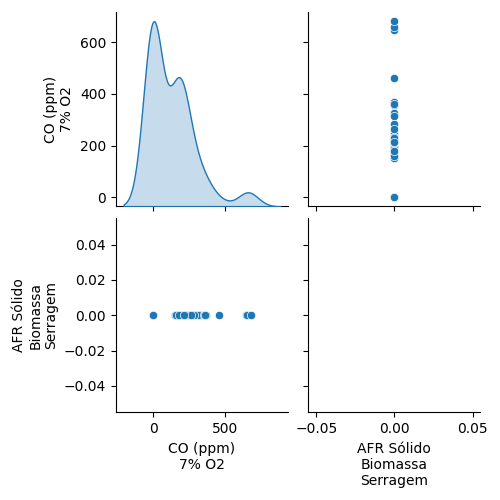 600
400
200
0
CO (ppm)
7% O2
0.04
0.02
0.00
−0.02
−0.04
AFR Sólido
Biomassa
Serragem
0
500
CO (ppm)
7% O2
−0.05
0.00
0.05
AFR Sólido
Biomassa
Serragem